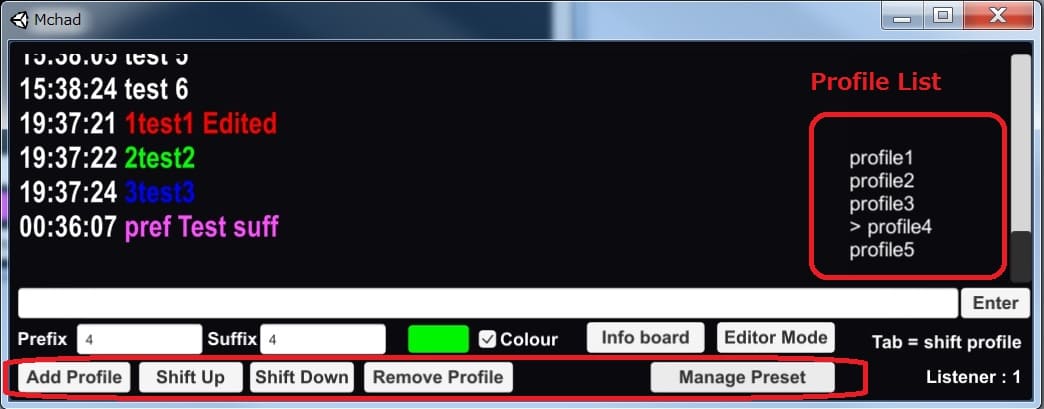 Mchad
15:38:05 test 5
15:38:24 test 6
19:37:21 1test1 Edited
19:37:22 2test2
19:37:24 3test3
00:36:07 pref Test suff
Profile List
profile1
profile2
profile3
> profile4
profile5
Enter
Prefix 4 Suffix 4 Colour Info board Editor Mode Tab = shift profile
Add Profile Shift Up Shift Down Remove Profile Manage Preset Listener : 1